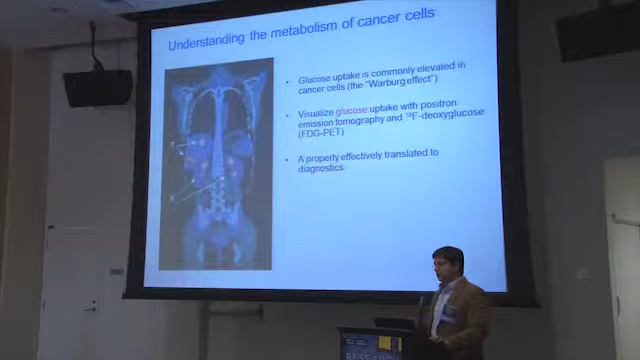 Understanding the metabolism of cancer cells
• Glucose uptake is commonly elevated in
cancer cells (the "Warburg effect")
• Visualize glucose uptake with positron
emission tomography and ¹⁸F-deoxyglucose
(FDG-PET)
• A property effectively translated to
diagnostics
RESEARCH